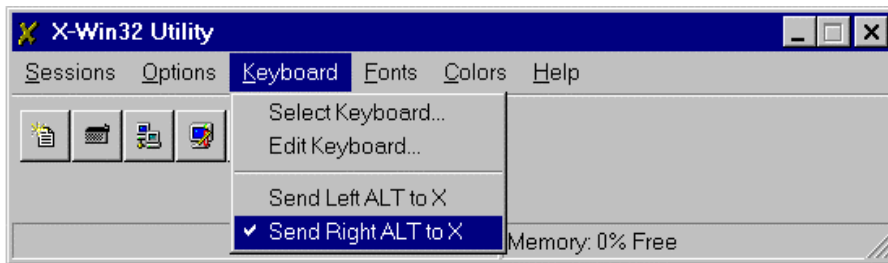 X-Win32 Utility
Sessions Options Keyboard Fonts Colors Help
Select Keyboard...
Edit Keyboard...
Send Left ALT to X
Send Right ALT to X
Memory: 0% Free